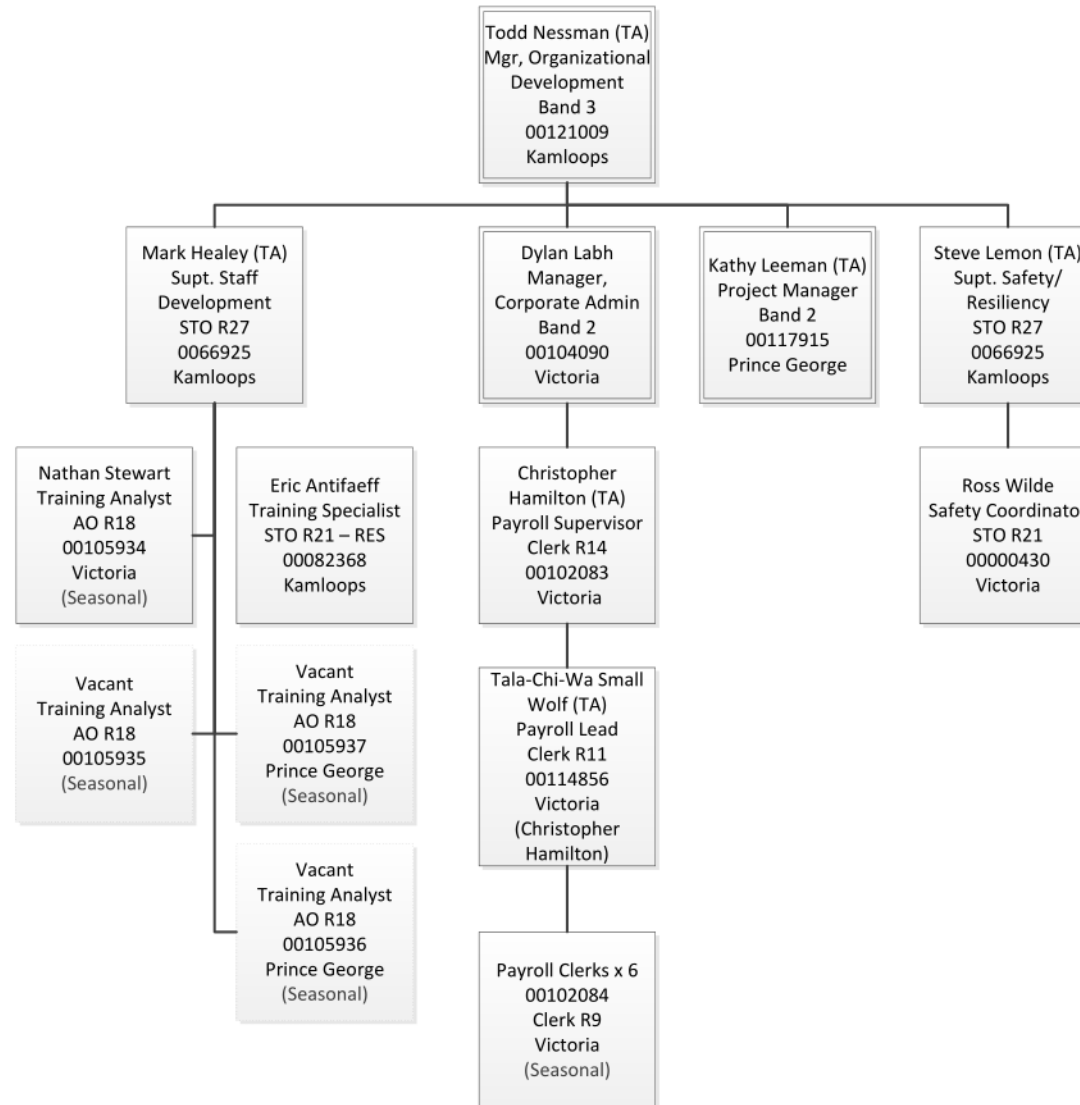 Todd Nessman (TA)
Mgr, Organizational
Development
Band 3
00121009
Kamloops
Mark Healey (TA)
Supt. Staff
Development
STO R27
0066925
Kamloops
Dylan Labh
Manager,
Corporate Admin
Band 2
00104090
Victoria
Kathy Leeman (TA)
Project Manager
Band 2
00117915
Prince George
Steve Lemon (TA)
Supt. Safety/
Resiliency
STO R27
0066925
Kamloops
Nathan Stewart
Training Analyst
AO R18
00105934
Victoria
(Seasonal)
Eric Antifaeff
Training Specialist
STO R21 – RES
00082368
Kamloops
Christopher
Hamilton (TA)
Payroll Supervisor
Clerk R14
00102083
Victoria
Ross Wilde
Safety Coordinato
STO R21
00000430
Victoria
Vacant
Training Analyst
AO R18
00105935
(Seasonal)
Vacant
Training Analyst
AO R18
00105937
Prince George
(Seasonal)
Tala-Chi-Wa Small
Wolf (TA)
Payroll Lead
Clerk R11
00114856
Victoria
(Christopher
Hamilton)
Vacant
Training Analyst
AO R18
00105936
Prince George
(Seasonal)
Payroll Clerks x 6
00102084
Clerk R9
Victoria
(Seasonal)